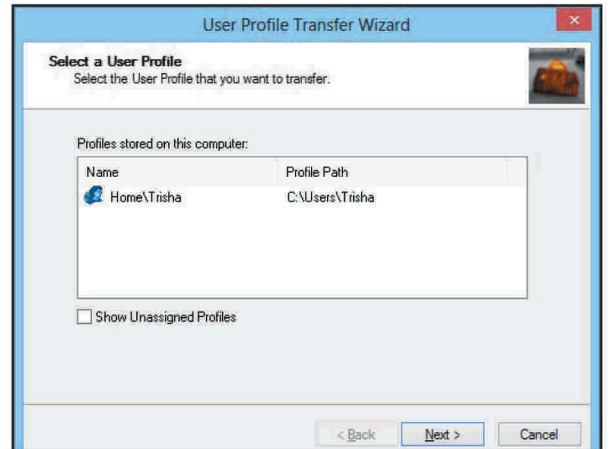 User Profile Transfer Wizard
Select a User Profile
Select the User Profile that you want to transfer.
Profiles stored on this computer:
Name Profile Path
Home\Trisha C:\Users\Trisha
Show Unassigned Profiles
< Back Next > Cancel